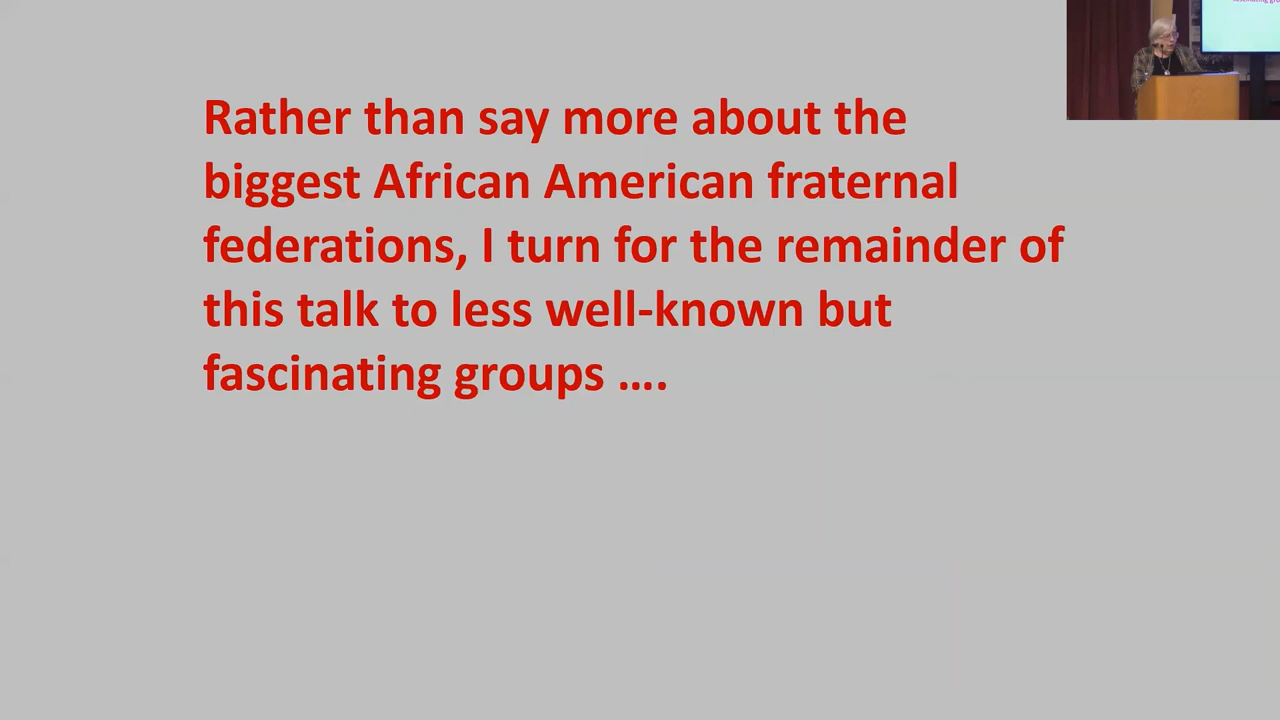 Rather than say more about the
biggest African American fraternal
federations, I turn for the remainder of
this talk to less well-known but
fascinating groups ....